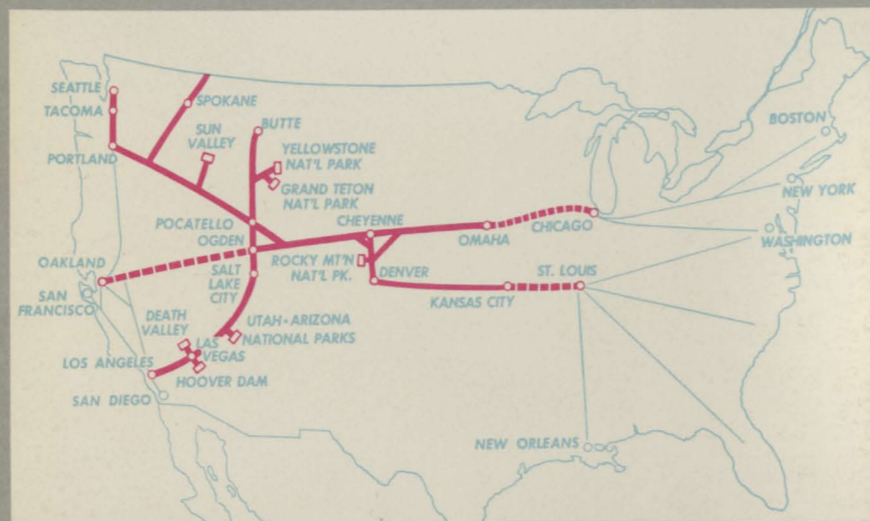 SEATTLE
TACOMA
SPOKANE
SUN
VALLEY
BUTTE
PORTLAND
YELLOWSTONE
NAT'L PARK
GRAND TETON
NAT'L PARK
POCATELLO
OGDEN
CHEYENNE
OMAHA
CHICAGO
BOSTON
NEW YORK
WASHINGTON
OAKLAND
SAN
FRANCISCO
SALT
LAKE
CITY
ROCKY MT'N
NAT'L PK.
DENVER
KANSAS CITY
ST. LOUIS
DEATH
VALLEY
LAS
VEGAS
UTAH-ARIZONA
NATIONAL PARKS
LOS ANGELES
HOOVER DAM
SAN DIEGO
NEW ORLEANS